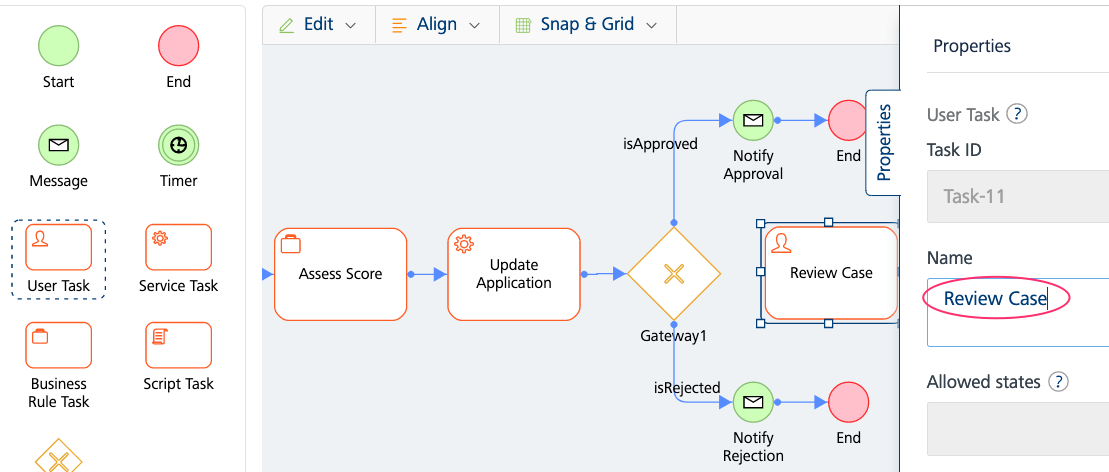 Start
End
Message
Timer
User Task
Service Task
Business
Rule Task
Script Task
Edit
Align
Snap & Grid
Assess Score
Update
Application
Gateway1
isApproved
Notify
Approval
End
Review Case
isRejected
Notify
Rejection
End
Properties
Properties
User Task ?
Task ID
Task-11
Name
Review Case
Allowed states ?